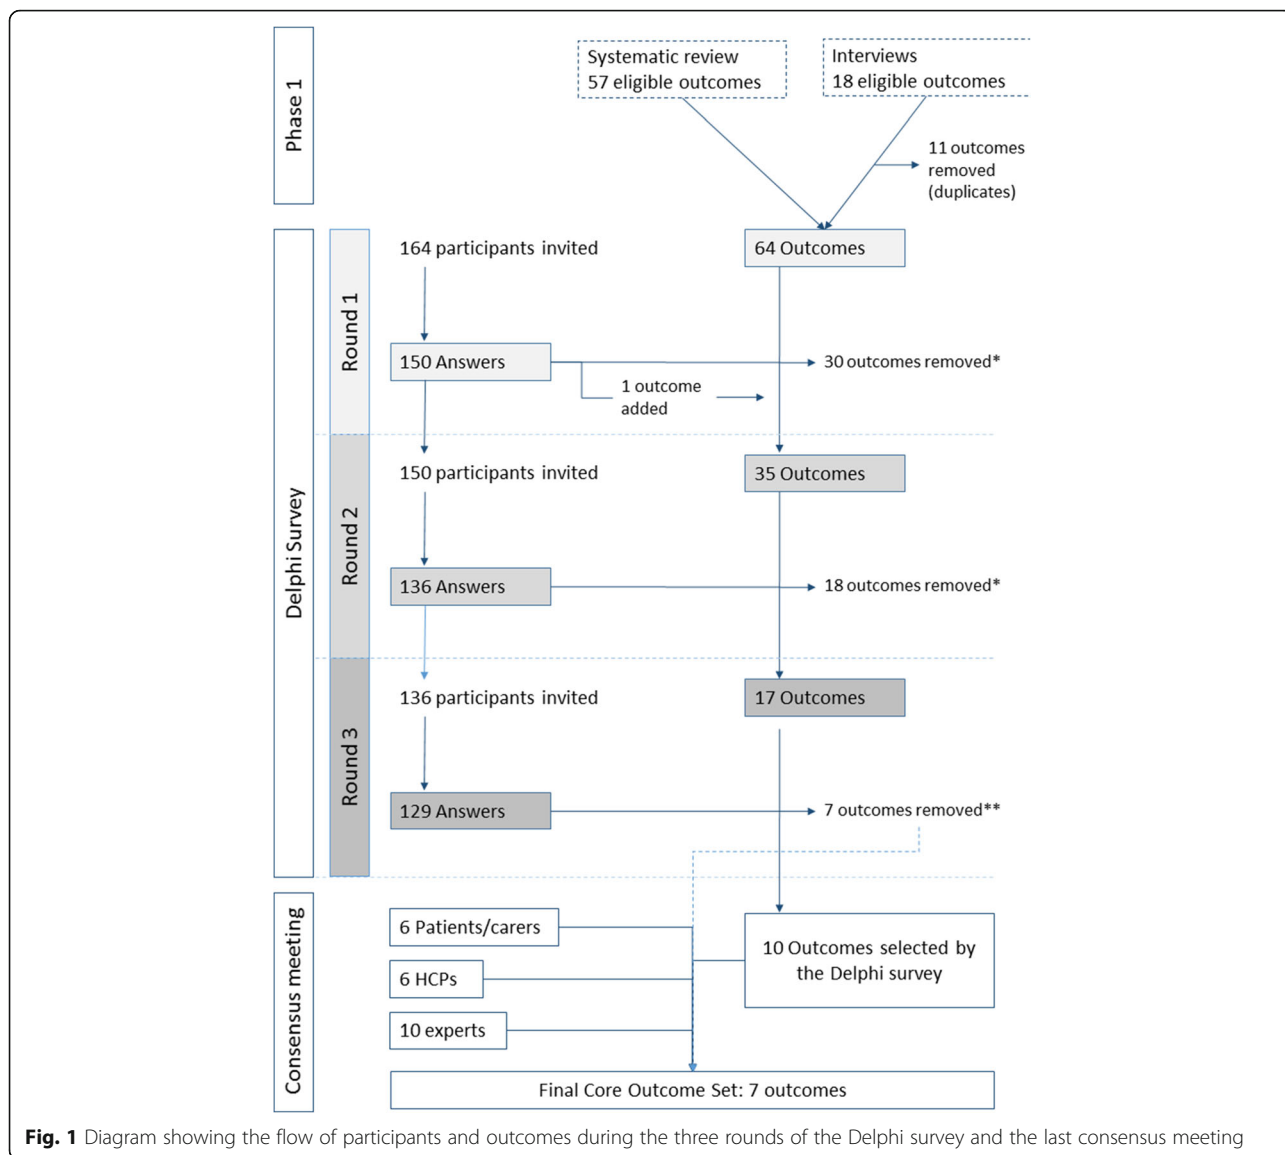 Phase 1
Systematic review
57 eligible outcomes
Interviews
18 eligible outcomes
11 outcomes
removed
(duplicates)
Delphi Survey
Round 1
164 participants invited
64 Outcomes
150 Answers
30 outcomes removed*
1 outcome
added
Round 2
150 participants invited
35 Outcomes
136 Answers
18 outcomes removed*
Round 3
136 participants invited
17 Outcomes
129 Answers
7 outcomes removed**
Consensus meeting
6 Patients/carers
6 HCPs
10 experts
10 Outcomes selected by
the Delphi survey
Final Core Outcome Set: 7 outcomes
Fig. 1 Diagram showing the flow of participants and outcomes during the three rounds of the Delphi survey and the last consensus meeting